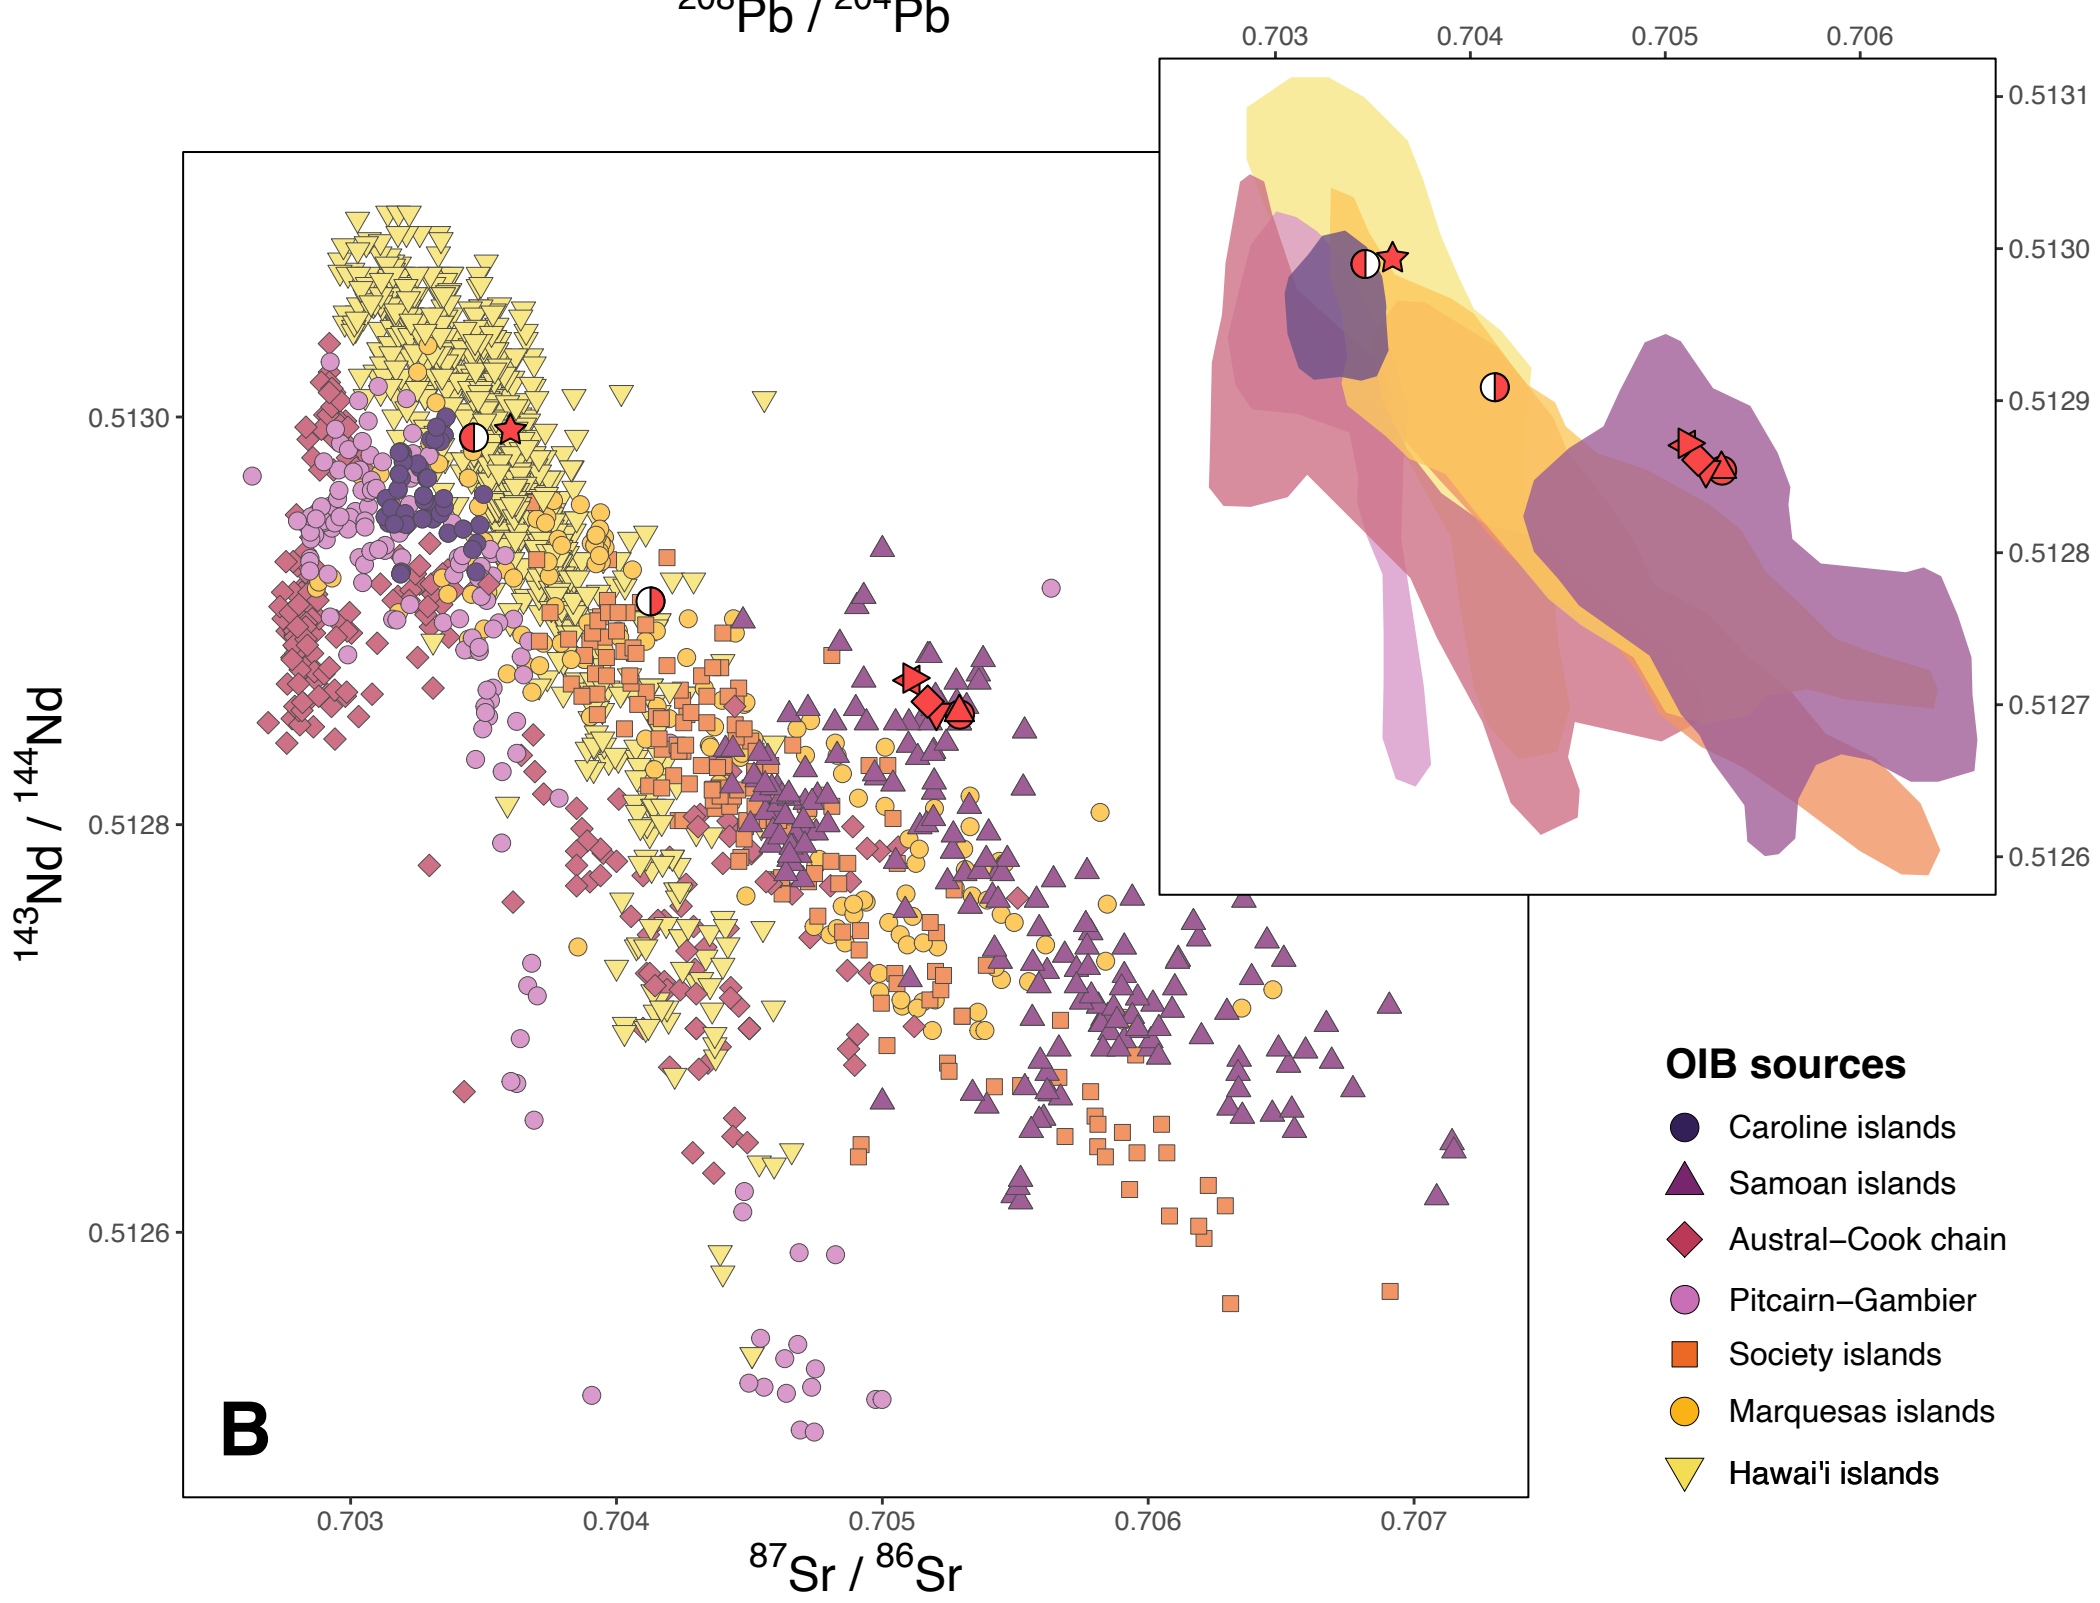 208Pb / 204Pb
0.703 0.704 0.705 0.706
0.5131
0.5130
0.5129
0.5128
0.5127
0.5126
0.5130
0.5128
0.5126
143Nd / 144Nd
B
0.703 0.704 0.705 0.706 0.707
87Sr / 86Sr
OIB sources
Caroline islands
Samoan islands
Austral–Cook chain
Pitcairn–Gambier
Society islands
Marquesas islands
Hawai'i islands